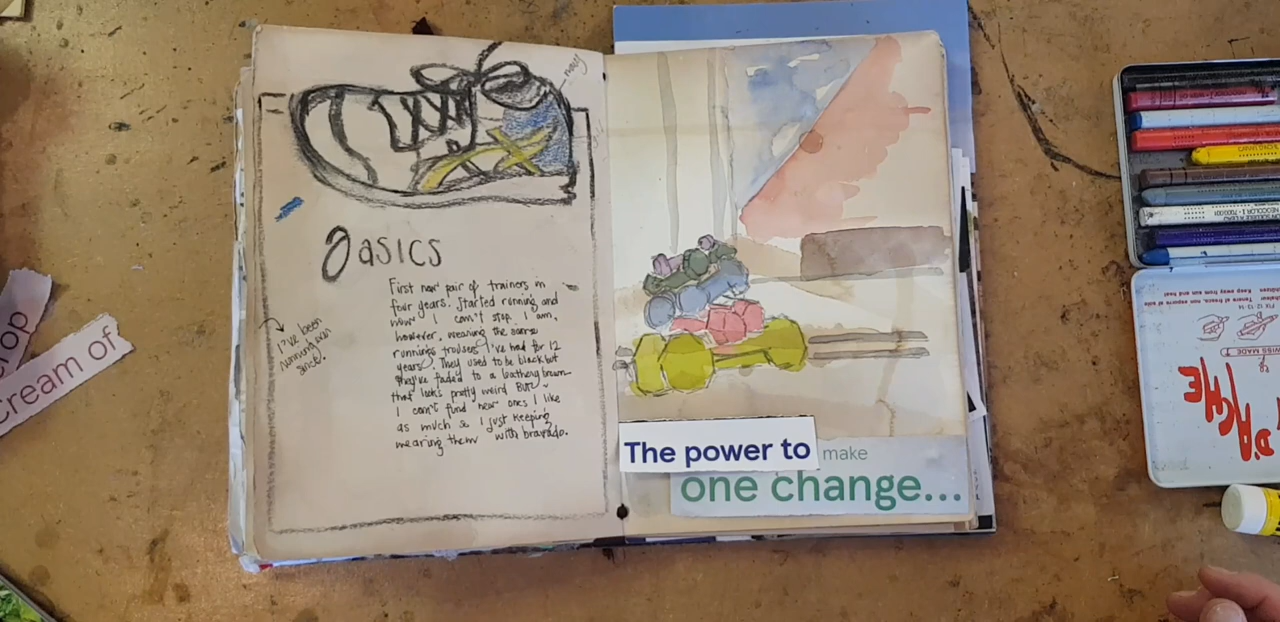 navy
ASICS
First new pair of trainers in
four years. Started running and
now I can't stop. I am,
however, wearing the same
running trousers I've had for 12
years. They used to be black but
they've faded to a leathery brown
that looks pretty weird. BUT
I can't find new ones I like
as much so I just keeping
wearing them with bravado.
I've been
running
since!
The power to make
one change...
op
cream of
SWISS MADE
D'ACHE